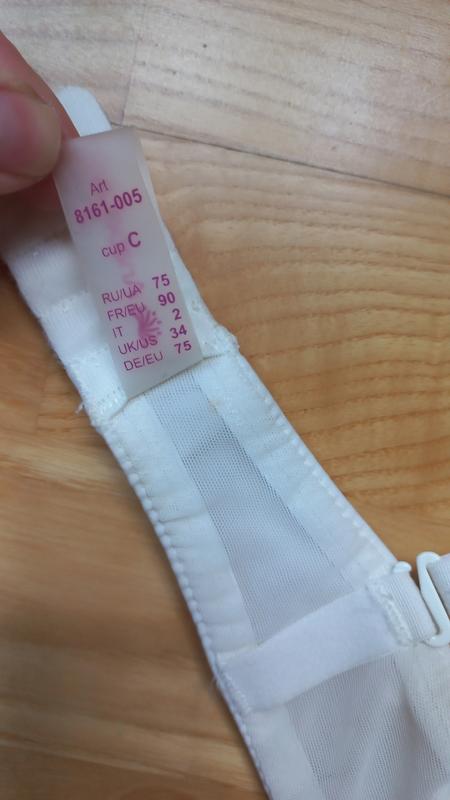 Art
8161-005
cup C
RU/UA 75
FR/EU 90
IT 2
UK/US 34
DE/EU 75